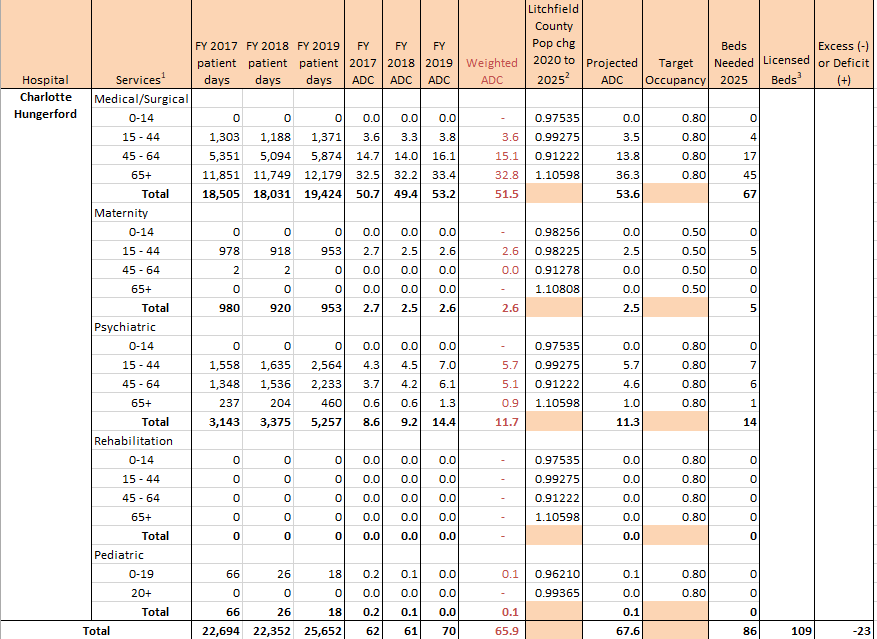 Hospital Services1 FY 2017 patient days FY 2018 patient days FY 2019 patient days FY 2017 ADC FY 2018 ADC FY 2019 ADC Weighted ADC Litchfield County Pop chg 2020 to 20252 Projected ADC Target Occupancy Beds Needed 2025 Licensed Beds3 Excess (-) or Deficit (+)
Charlotte Hungerford Medical/Surgical
0-14 0 0 0 0.0 0.0 0.0 - 0.97535 0.0 0.80 0
15 - 44 1,303 1,188 1,371 3.6 3.3 3.8 3.6 0.99275 3.5 0.80 4
45 - 64 5,351 5,094 5,874 14.7 14.0 16.1 15.1 0.91222 13.8 0.80 17
65+ 11,851 11,749 12,179 32.5 32.2 33.4 32.8 1.10598 36.3 0.80 45
Total 18,505 18,031 19,424 50.7 49.4 53.2 51.5 53.6 67
Maternity
0-14 0 0 0 0.0 0.0 0.0 - 0.98256 0.0 0.50 0
15 - 44 978 918 953 2.7 2.5 2.6 2.6 0.98225 2.5 0.50 5
45 - 64 2 2 0 0.0 0.0 0.0 0.0 0.91278 0.0 0.50 0
65+ 0 0 0 0.0 0.0 0.0 - 1.10808 0.0 0.50 0
Total 980 920 953 2.7 2.5 2.6 2.6 2.5 5
Psychiatric
0-14 0 0 0 0.0 0.0 0.0 - 0.97535 0.0 0.80 0
15 - 44 1,558 1,635 2,564 4.3 4.5 7.0 5.7 0.99275 5.7 0.80 7
45 - 64 1,348 1,536 2,233 3.7 4.2 6.1 5.1 0.91222 4.6 0.80 6
65+ 237 204 460 0.6 0.6 1.3 0.9 1.10598 1.0 0.80 1
Total 3,143 3,375 5,257 8.6 9.2 14.4 11.7 11.3 14
Rehabilitation
0-14 0 0 0 0.0 0.0 0.0 - 0.97535 0.0 0.80 0
15 - 44 0 0 0 0.0 0.0 0.0 - 0.99275 0.0 0.80 0
45 - 64 0 0 0 0.0 0.0 0.0 - 0.91222 0.0 0.80 0
65+ 0 0 0 0.0 0.0 0.0 - 1.10598 0.0 0.80 0
Total 0 0 0 0.0 0.0 0.0 - 0.0 0
Pediatric
0-19 66 26 18 0.2 0.1 0.0 0.1 0.96210 0.1 0.80 0
20+ 0 0 0 0.0 0.0 0.0 - 0.99365 0.0 0.80 0
Total 66 26 18 0.2 0.1 0.0 0.1 0.1 0
Total 22,694 22,352 25,652 62 61 70 65.9 67.6 86 109 -23